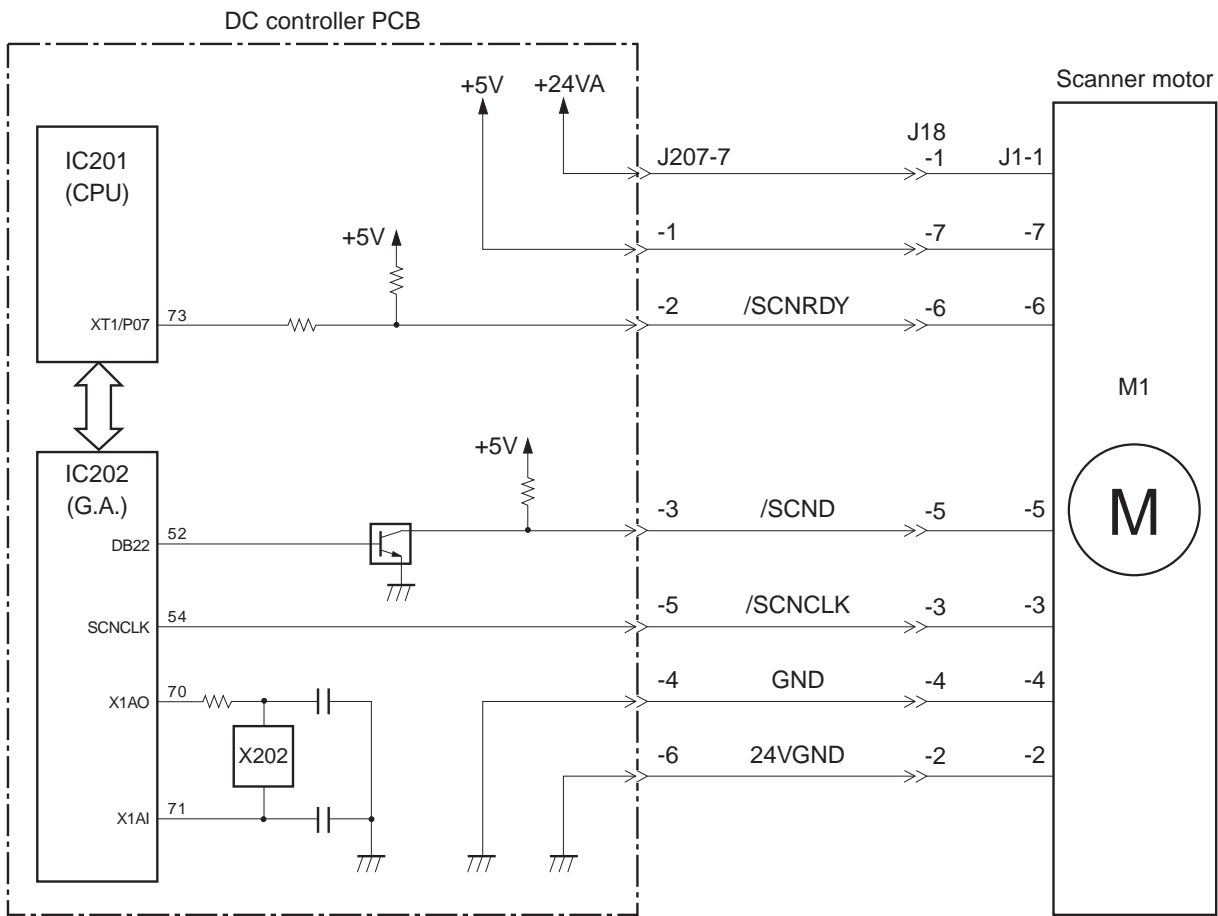 DC controller PCB
+5V +24VA
Scanner motor
IC201
(CPU)
J207-7
J18
-1
J1-1
+5V
-1 -7 -7
XT1/P07 73
-2 /SCNRDY -6 -6
M1
IC202
(G.A.)
+5V
DB22 52
-3 /SCND -5 -5
M
SCNCLK 54
-5 /SCNCLK -3 -3
X1AO 70
-4 GND -4 -4
X202
-6 24VGND -2 -2
X1AI 71